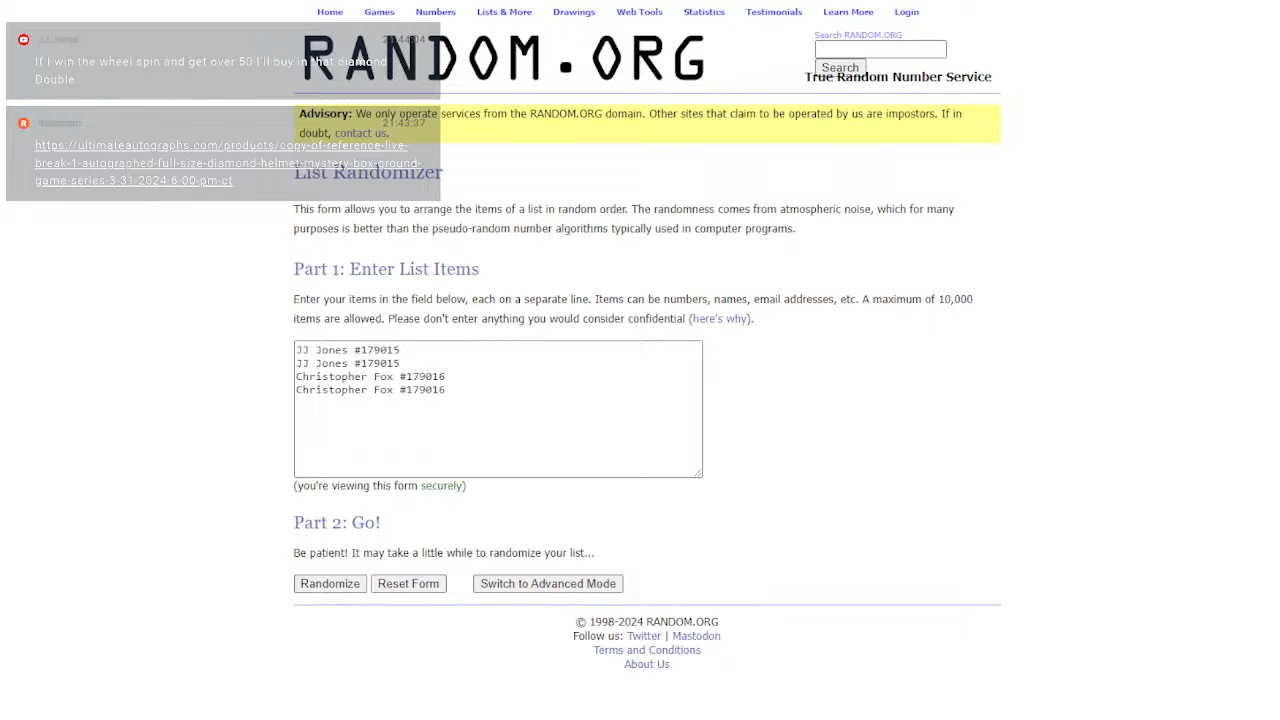 Home Games Numbers Lists & More Drawings Web Tools Statistics Testimonials Learn More Login
RANDOM.ORG
Search RANDOM.ORG
Search
True Random Number Service
JJ Jones 21:44:04
If I win the wheel spin and get over 50 I'll buy in that diamond
Double
21:43:37
https://ultimateautographs.com/products/copy-of-reference-live-
break-1-autographed-full-size-diamond-helmet-mystery-box-ground-
game-series-3-31-2024-6-00-pm-ct
Advisory: We only operate services from the RANDOM.ORG domain. Other sites that claim to be operated by us are impostors. If in
doubt, contact us.
List Randomizer
This form allows you to arrange the items of a list in random order. The randomness comes from atmospheric noise, which for many
purposes is better than the pseudo-random number algorithms typically used in computer programs.
Part 1: Enter List Items
Enter your items in the field below, each on a separate line. Items can be numbers, names, email addresses, etc. A maximum of 10,000
items are allowed. Please don't enter anything you would consider confidential (here's why).
JJ Jones #179015
JJ Jones #179015
Christopher Fox #179016
Christopher Fox #179016
(you're viewing this form securely)
Part 2: Go!
Be patient! It may take a little while to randomize your list...
Randomize Reset Form Switch to Advanced Mode
© 1998-2024 RANDOM.ORG
Follow us: Twitter | Mastodon
Terms and Conditions
About Us